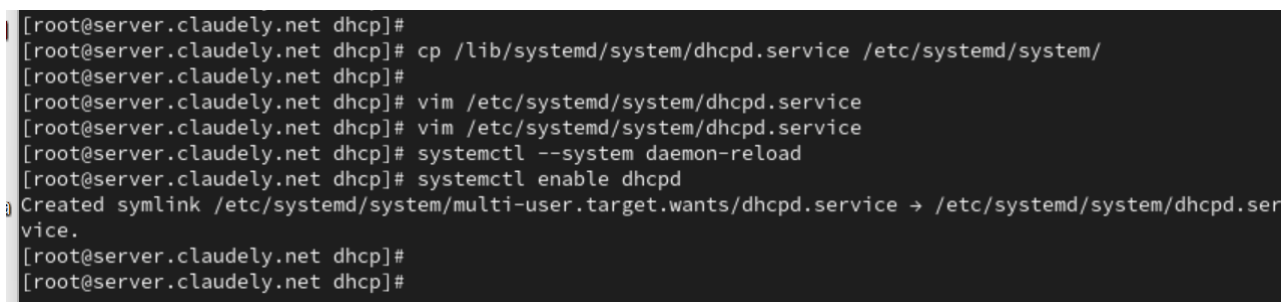 [root@server.claudely.net dhcp]#
[root@server.claudely.net dhcp]# cp /lib/systemd/system/dhcpd.service /etc/systemd/system/
[root@server.claudely.net dhcp]#
[root@server.claudely.net dhcp]# vim /etc/systemd/system/dhcpd.service
[root@server.claudely.net dhcp]# vim /etc/systemd/system/dhcpd.service
[root@server.claudely.net dhcp]# systemctl --system daemon-reload
[root@server.claudely.net dhcp]# systemctl enable dhcpd
Created symlink /etc/systemd/system/multi-user.target.wants/dhcpd.service → /etc/systemd/system/dhcpd.ser
vice.
[root@server.claudely.net dhcp]#
[root@server.claudely.net dhcp]#